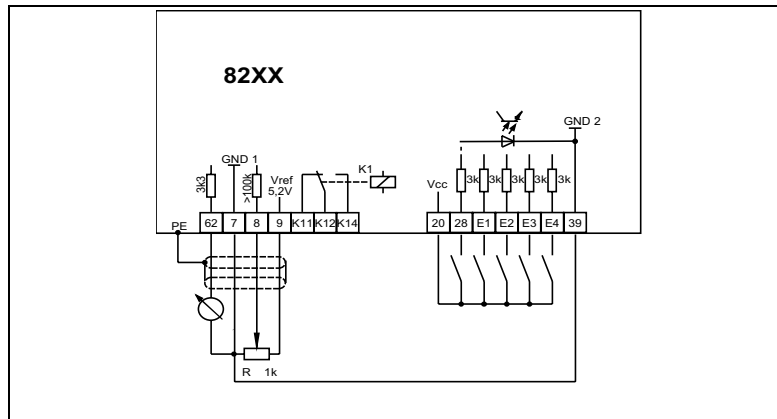 82XX
GND 2
GND 1
K1
3k3
>100k
Vref
5,2V
Vcc
3k
3k
3k
3k
3k
PE
62
7
8
9
K11
K12
K14
20
28
E1
E2
E3
E4
39
R 1k